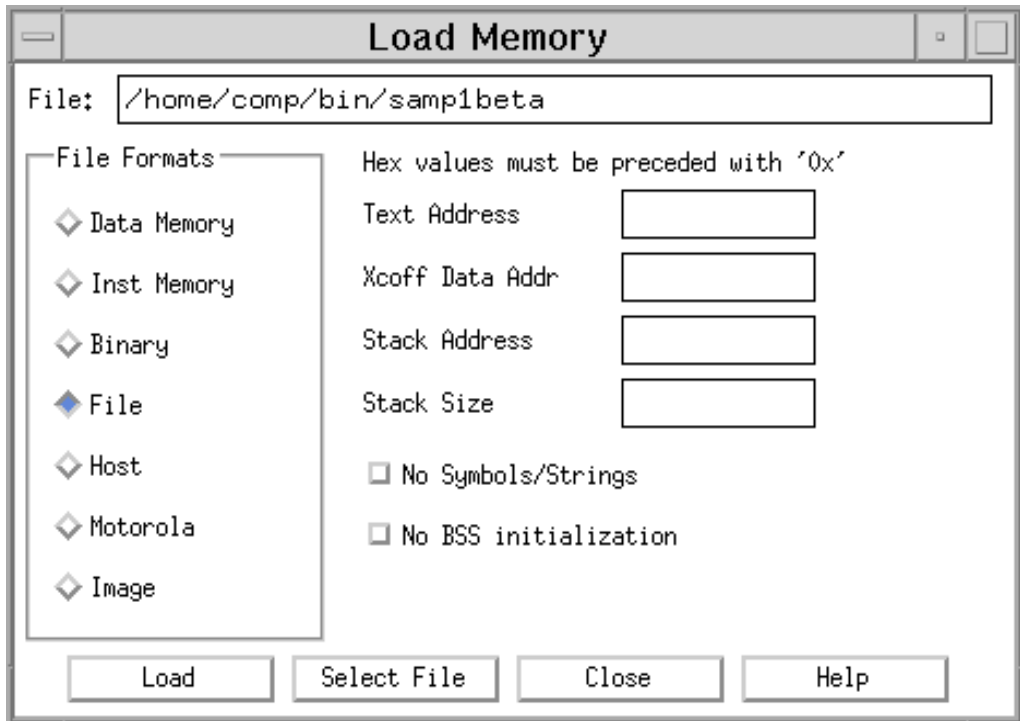 Load Memory
File: /home/comp/bin/samp1beta
File Formats
Data Memory
Inst Memory
Binary
File
Host
Motorola
Image
Hex values must be preceded with '0x'
Text Address
Xcoff Data Addr
Stack Address
Stack Size
No Symbols/Strings
No BSS initialization
Load Select File Close Help